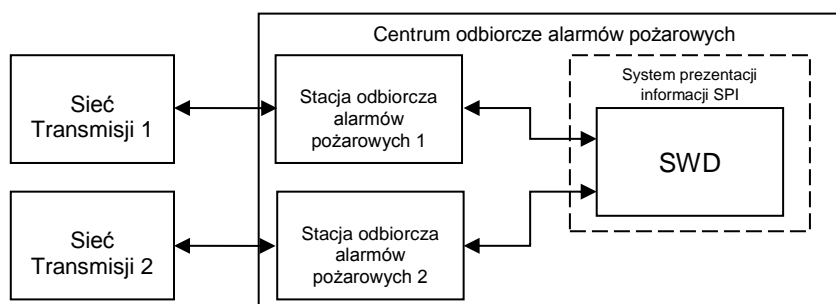 Centrum odbiorcze alarmów pożarowych
System prezentacji
informacji SPI
Sieć
Transmisji 1
Stacja odbiorcza
alarmów
pożarowych 1
SWD
Sieć
Transmisji 2
Stacja odbiorcza
alarmów
pożarowych 2